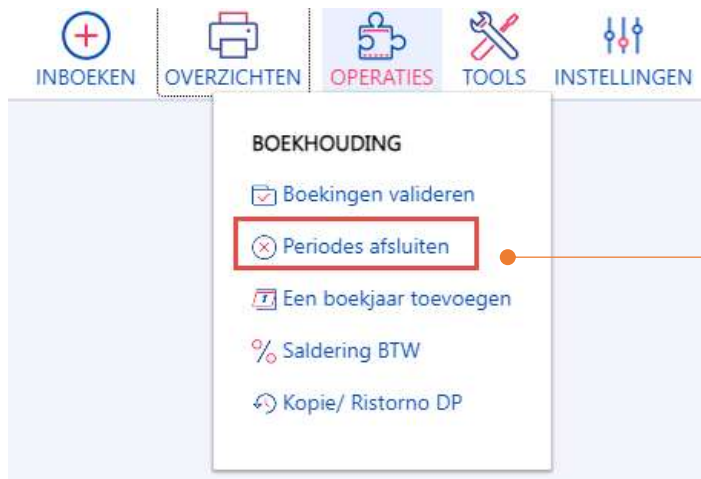 INBOEKEN OVERZICHTEN OPERATIES TOOLS INSTELLINGEN
BOEKHOUDING
Boekingen valideren
Periodes afsluiten
Een boekjaar toevoegen
Saldering BTW
Kopie/ Ristorno DP